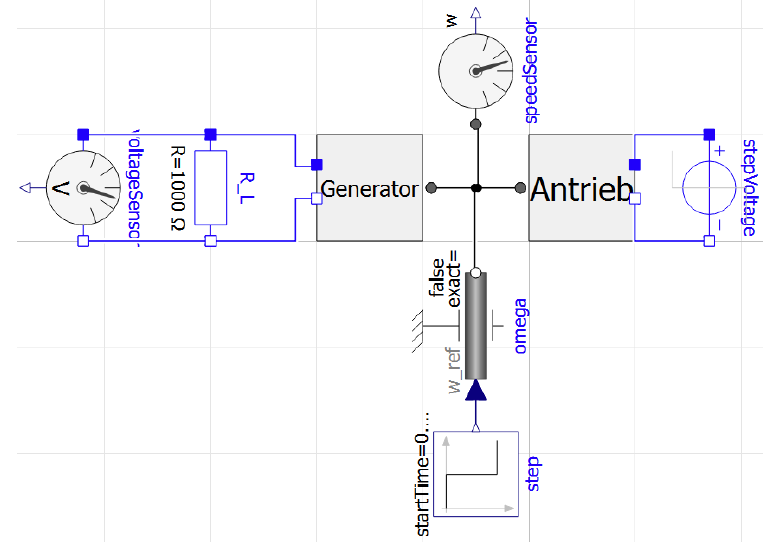 w
speedSensor
VoltageSensor
V
R=1000 Ω
R_L
Generator
Antrieb
+
−
stepVoltage
exact=
false
omega
w_ref
startTime=0....
step